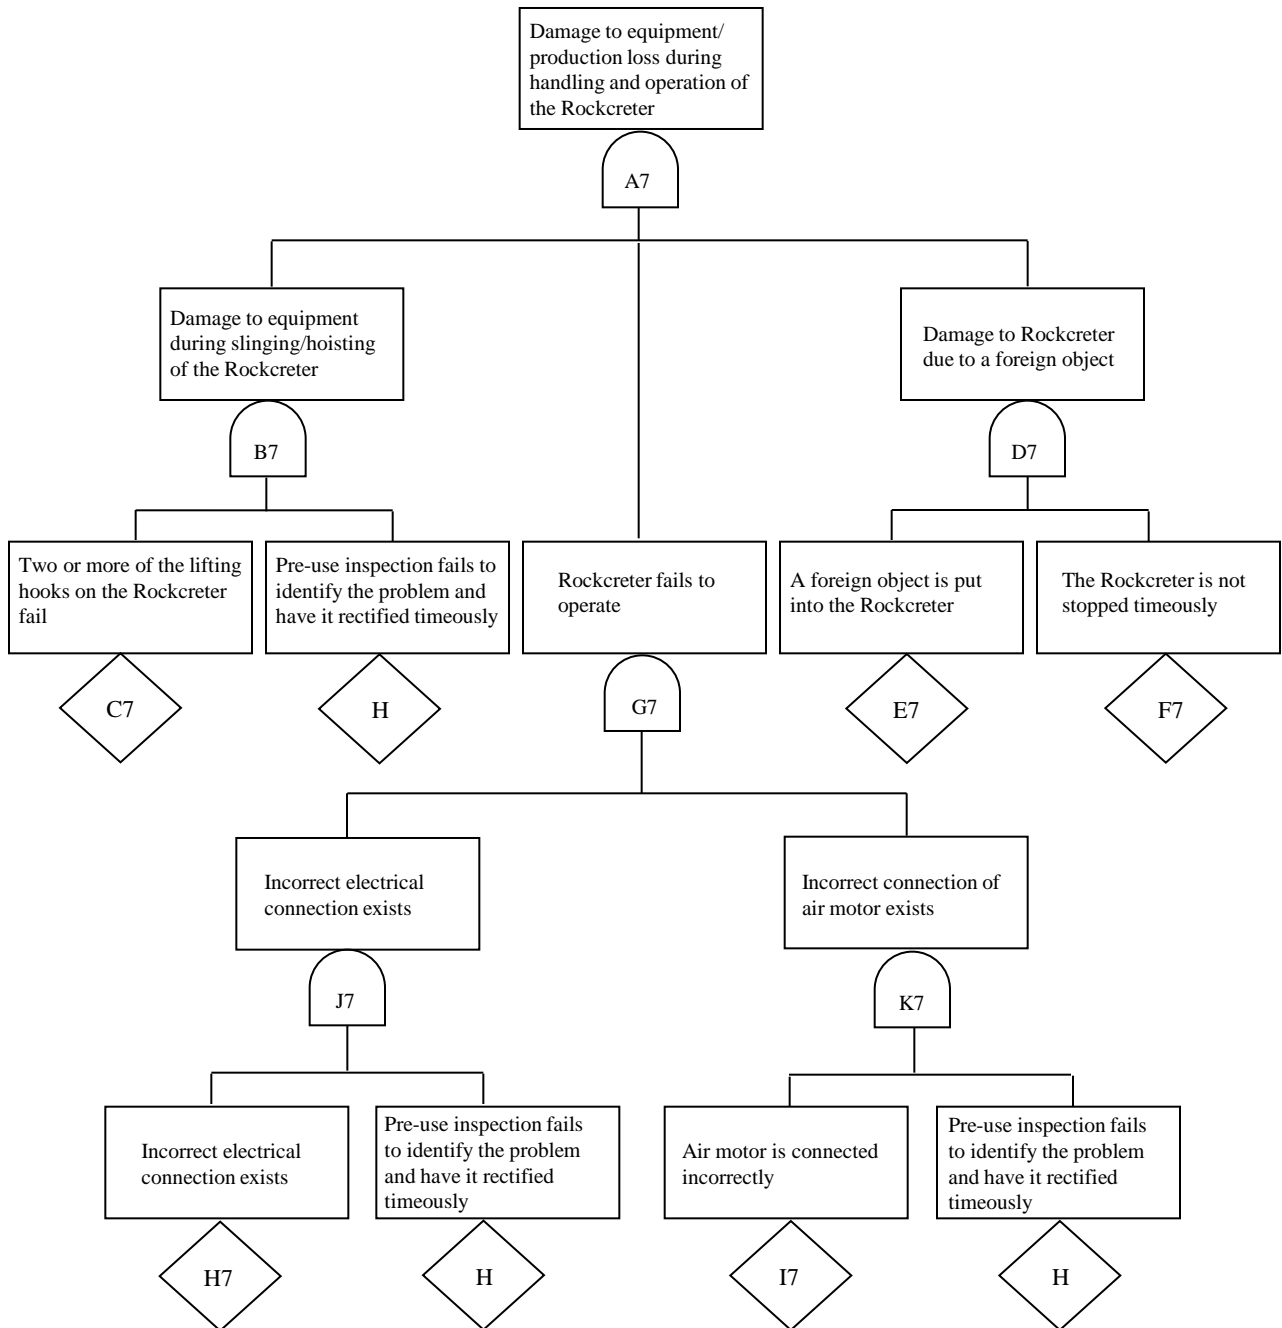 Damage to equipment/
production loss during
handling and operation of
the Rockcreter
A7
Damage to equipment
during slinging/hoisting
of the Rockcreter
Damage to Rockcreter
due to a foreign object
B7
D7
Two or more of the lifting
hooks on the Rockcreter
fail
Pre-use inspection fails to
identify the problem and
have it rectified timeously
Rockcreter fails to
operate
A foreign object is put
into the Rockcreter
The Rockcreter is not
stopped timeously
C7
H
G7
E7
F7
Incorrect electrical
connection exists
Incorrect connection of
air motor exists
J7
K7
Incorrect electrical
connection exists
Pre-use inspection fails
to identify the problem
and have it rectified
timeously
Air motor is connected
incorrectly
Pre-use inspection fails
to identify the problem
and have it rectified
timeously
H7
H
I7
H